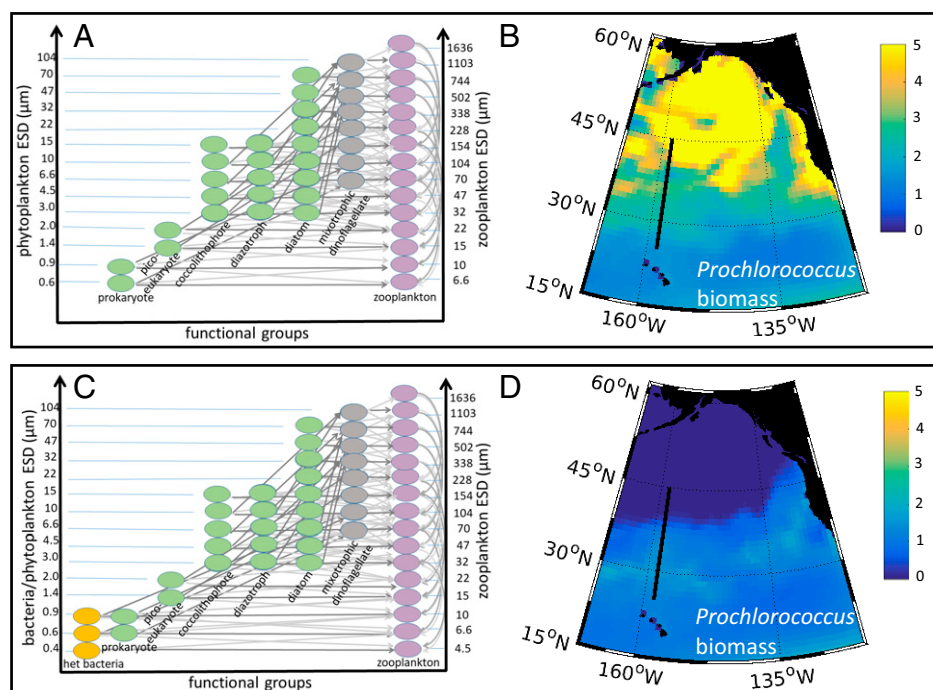 A
phytoplankton ESD (µm)
104
70
47
32
22
15
10
6.6
4.5
3.0
2.0
1.4
0.9
0.6
prokaryote
pico-
eukaryote
coccolithophore
diazotroph
diatom
mixotrophic
dinoflagellate
zooplankton
functional groups
zooplankton ESD (µm)
1636
1103
744
502
338
228
154
104
70
47
32
22
15
10
6.6
B
60°N
45°N
30°N
15°N
160°W
135°W
Prochlorococcus
biomass
5
4
3
2
1
0
C
bacteria/phytoplankton ESD (µm)
104
70
47
32
22
15
10
6.6
4.5
3.0
2.0
1.4
0.9
0.6
0.4
het bacteria
prokaryote
pico-
eukaryote
coccolithophore
diazotroph
diatom
mixotrophic
dinoflagellate
zooplankton
functional groups
zooplankton ESD (µm)
1636
1103
744
502
338
228
154
104
70
47
32
22
15
10
6.6
4.5
D
60°N
45°N
30°N
15°N
160°W
135°W
Prochlorococcus
biomass
5
4
3
2
1
0